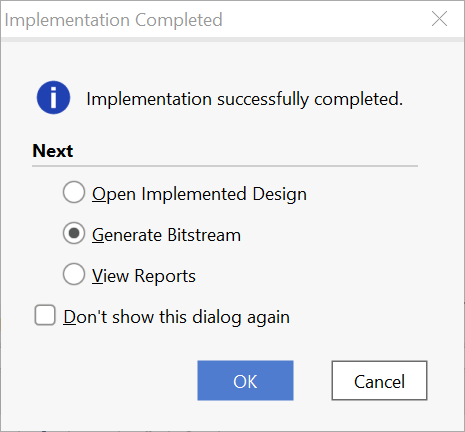 Implementation Completed
Implementation successfully completed.
Next
Open Implemented Design
Generate Bitstream
View Reports
Don't show this dialog again
OK
Cancel